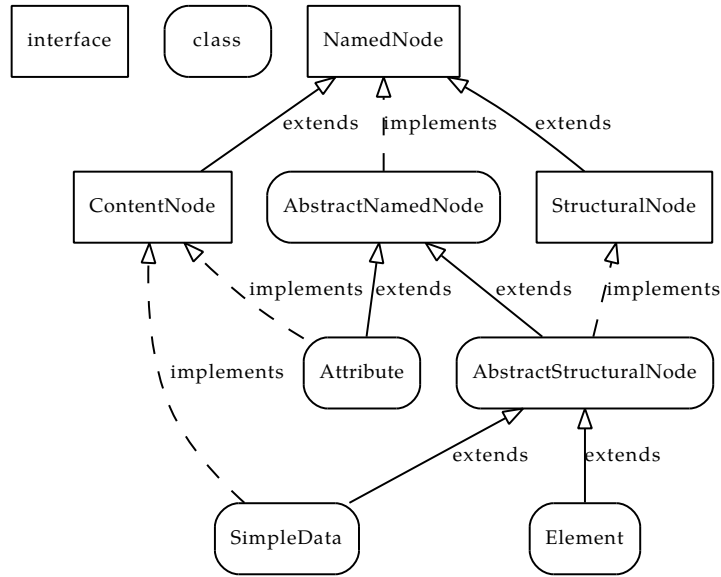 interface
class
NamedNode
extends
implements
extends
ContentNode
AbstractNamedNode
StructuralNode
implements
extends
extends
implements
implements
Attribute
AbstractStructuralNode
extends
extends
SimpleData
Element